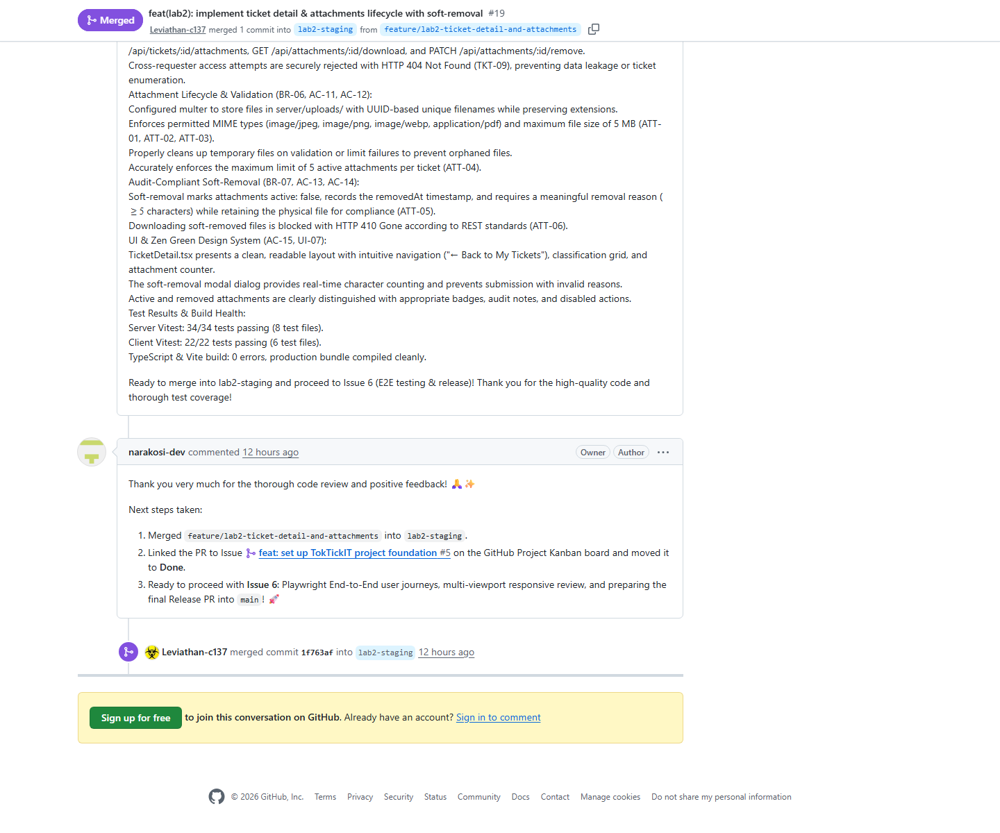 Merged
feat(lab2): implement ticket detail & attachments lifecycle with soft-removal #19
Leviathan-c137 merged 1 commit into lab2-staging from feature/lab2-ticket-detail-and-attachments
/api/tickets/:id/attachments, GET /api/attachments/:id/download, and PATCH /api/attachments/:id/remove.
Cross-requester access attempts are securely rejected with HTTP 404 Not Found (TKT-09), preventing data leakage or ticket
enumeration.
Attachment Lifecycle & Validation (BR-06, AC-11, AC-12):
Configured multer to store files in server/uploads/ with UUID-based unique filenames while preserving extensions.
Enforces permitted MIME types (image/jpeg, image/png, image/webp, application/pdf) and maximum file size of 5 MB (ATT-
01, ATT-02, ATT-03).
Properly cleans up temporary files on validation or limit failures to prevent orphaned files.
Accurately enforces the maximum limit of 5 active attachments per ticket (ATT-04).
Audit-Compliant Soft-Removal (BR-07, AC-13, AC-14):
Soft-removal marks attachments active: false, records the removedAt timestamp, and requires a meaningful removal reason (
≥ 5 characters) while retaining the physical file for compliance (ATT-05).
Downloading soft-removed files is blocked with HTTP 410 Gone according to REST standards (ATT-06).
UI & Zen Green Design System (AC-15, UI-07):
TicketDetail.tsx presents a clean, readable layout with intuitive navigation ("← Back to My Tickets"), classification grid, and
attachment counter.
The soft-removal modal dialog provides real-time character counting and prevents submission with invalid reasons.
Active and removed attachments are clearly distinguished with appropriate badges, audit notes, and disabled actions.
Test Results & Build Health:
Server Vitest: 34/34 tests passing (8 test files).
Client Vitest: 22/22 tests passing (6 test files).
TypeScript & Vite build: 0 errors, production bundle compiled cleanly.
Ready to merge into lab2-staging and proceed to Issue 6 (E2E testing & release)! Thank you for the high-quality code and
thorough test coverage!
narakosi-dev commented 12 hours ago Owner Author
Thank you very much for the thorough code review and positive feedback! 🙏✨
Next steps taken:
1. Merged feature/lab2-ticket-detail-and-attachments into lab2-staging.
2. Linked the PR to Issue feat: set up TokTickIT project foundation #5 on the GitHub Project Kanban board and moved it
to Done.
3. Ready to proceed with Issue 6: Playwright End-to-End user journeys, multi-viewport responsive review, and preparing the
final Release PR into main! 🚀
Leviathan-c137 merged commit 1f763af into lab2-staging 12 hours ago
Sign up for free to join this conversation on GitHub. Already have an account? Sign in to comment
© 2026 GitHub, Inc. Terms Privacy Security Status Community Docs Contact Manage cookies Do not share my personal information